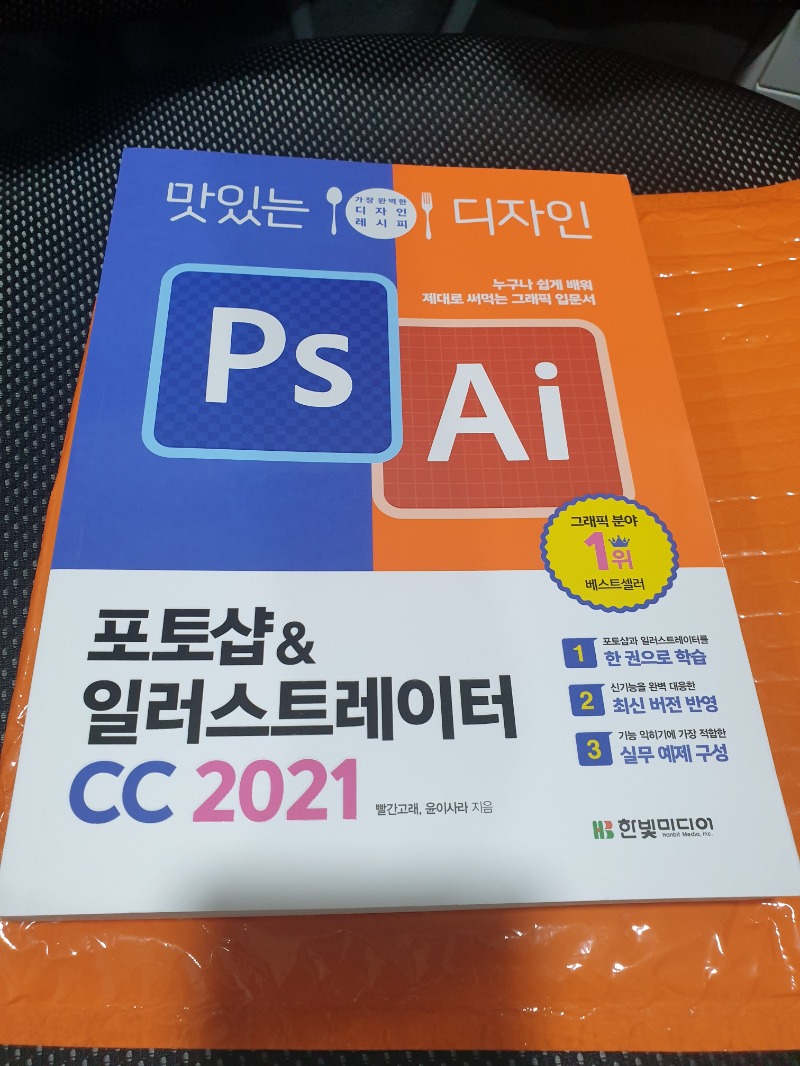 맛있는
가장 완벽한
디자인
레시피
디자인
누구나 쉽게 배워
제대로 써먹는 그래픽 입문서
Ps
Ai
그래픽 분야
1위
베스트셀러
포토샵&
일러스트레이터
CC 2021
빨간고래, 윤이사라 지음
1
포토샵과 일러스트레이터를
한 권으로 학습
2
신기능을 완벽 대응한
최신 버전 반영
3
기능 익히기에 가장 적합한
실무 예제 구성
HB 한빛미디어
Hanbit Media, Inc.